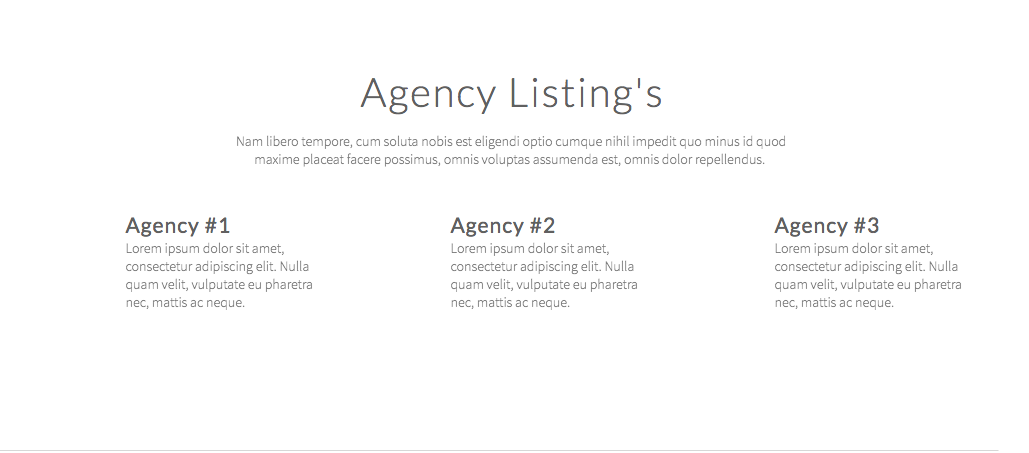 Agency Listing's
Nam libero tempore, cum soluta nobis est eligendi optio cumque nihil impedit quo minus id quod
maxime placeat facere possimus, omnis voluptas assumenda est, omnis dolor repellendus.
Agency #1
Lorem ipsum dolor sit amet,
consectetur adipiscing elit. Nulla
quam velit, vulputate eu pharetra
nec, mattis ac neque.
Agency #2
Lorem ipsum dolor sit amet,
consectetur adipiscing elit. Nulla
quam velit, vulputate eu pharetra
nec, mattis ac neque.
Agency #3
Lorem ipsum dolor sit amet,
consectetur adipiscing elit. Nulla
quam velit, vulputate eu pharetra
nec, mattis ac neque.